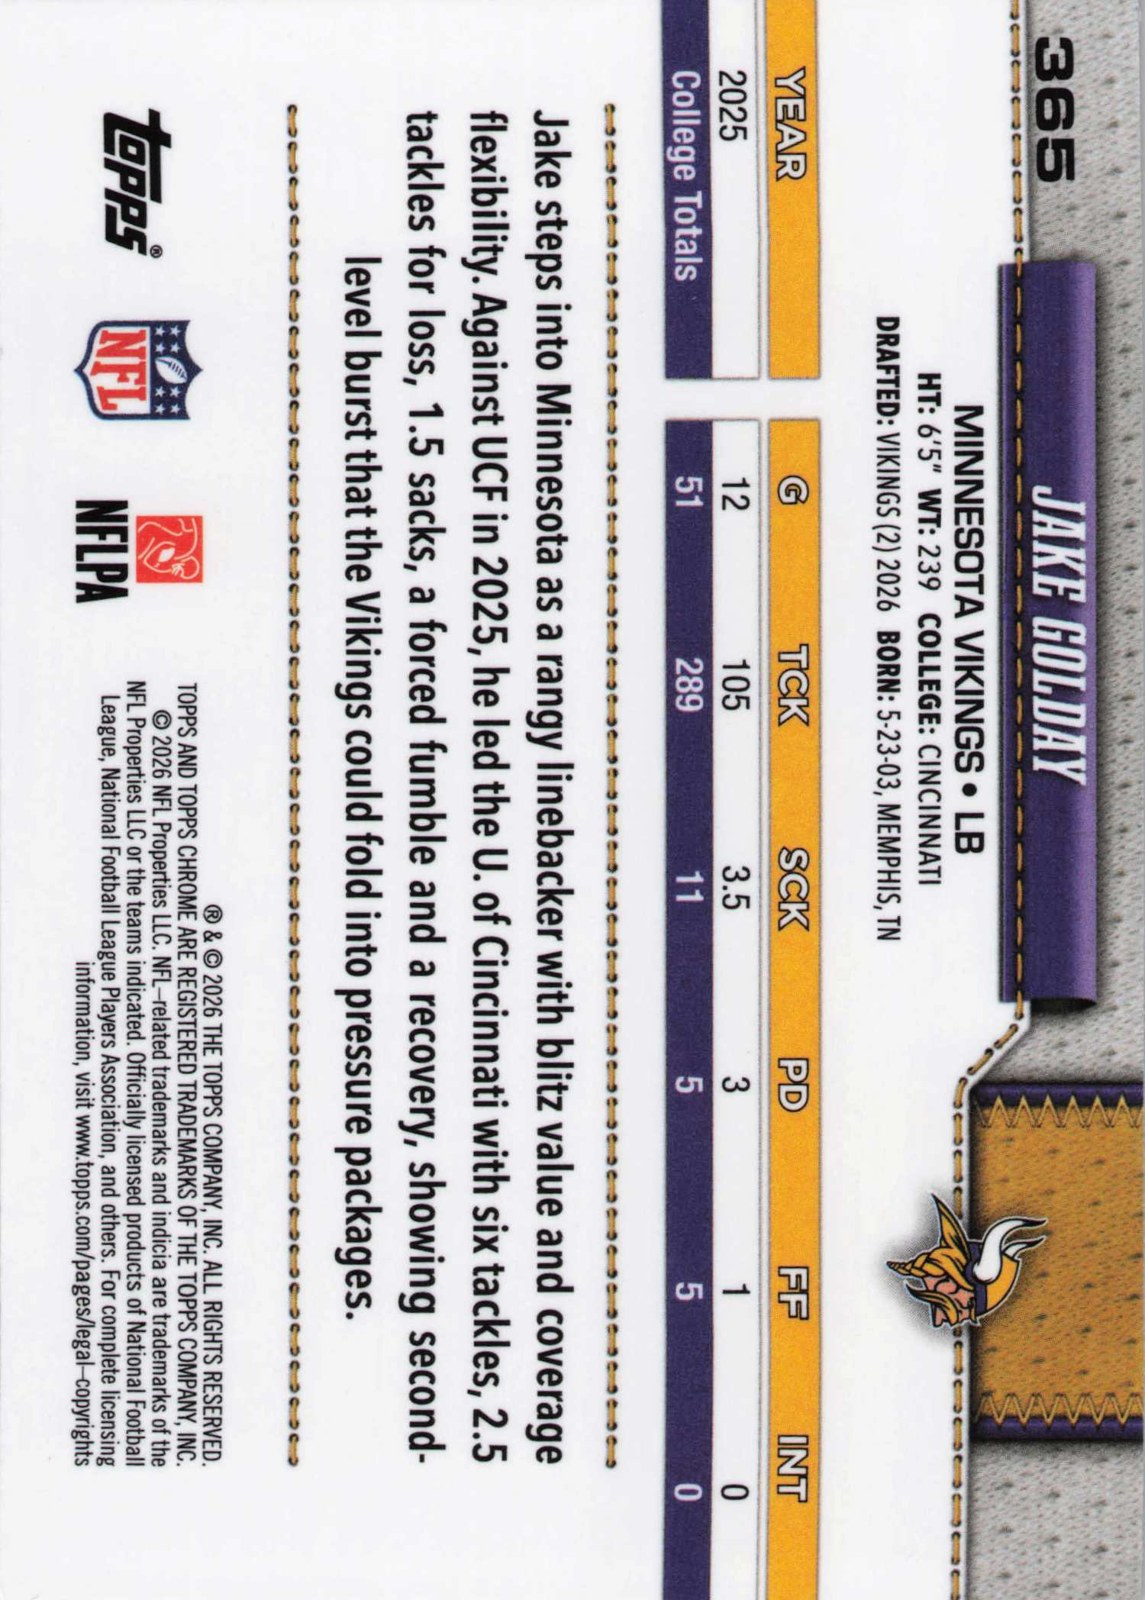 365
JAKE GOLDAY
MINNESOTA VIKINGS • LB
HT: 6'5" WT: 239 COLLEGE: CINCINNATI
DRAFTED: VIKINGS (2) 2026 BORN: 5-23-03, MEMPHIS, TN
YEAR G TCK SCK PD FF INT
2025 12 105 3.5 3 1 0
College Totals 51 289 11 5 5 0
Jake steps into Minnesota as a rangy linebacker with blitz value and coverage
flexibility. Against UCF in 2025, he led the U. of Cincinnati with six tackles, 2.5
tackles for loss, 1.5 sacks, a forced fumble and a recovery, showing second-
level burst that the Vikings could fold into pressure packages.
topps®
NFL
NFLPA
® & © 2026 THE TOPPS COMPANY, INC. ALL RIGHTS RESERVED.
TOPPS AND TOPPS CHROME ARE REGISTERED TRADEMARKS OF THE TOPPS COMPANY, INC.
© 2026 NFL Properties LLC. NFL–related trademarks and indicia are trademarks of the
NFL Properties LLC or the teams indicated. Officially licensed products of National Football
League, National Football League Players Association, and others. For complete licensing
information, visit www.topps.com/pages/legal–copyrights